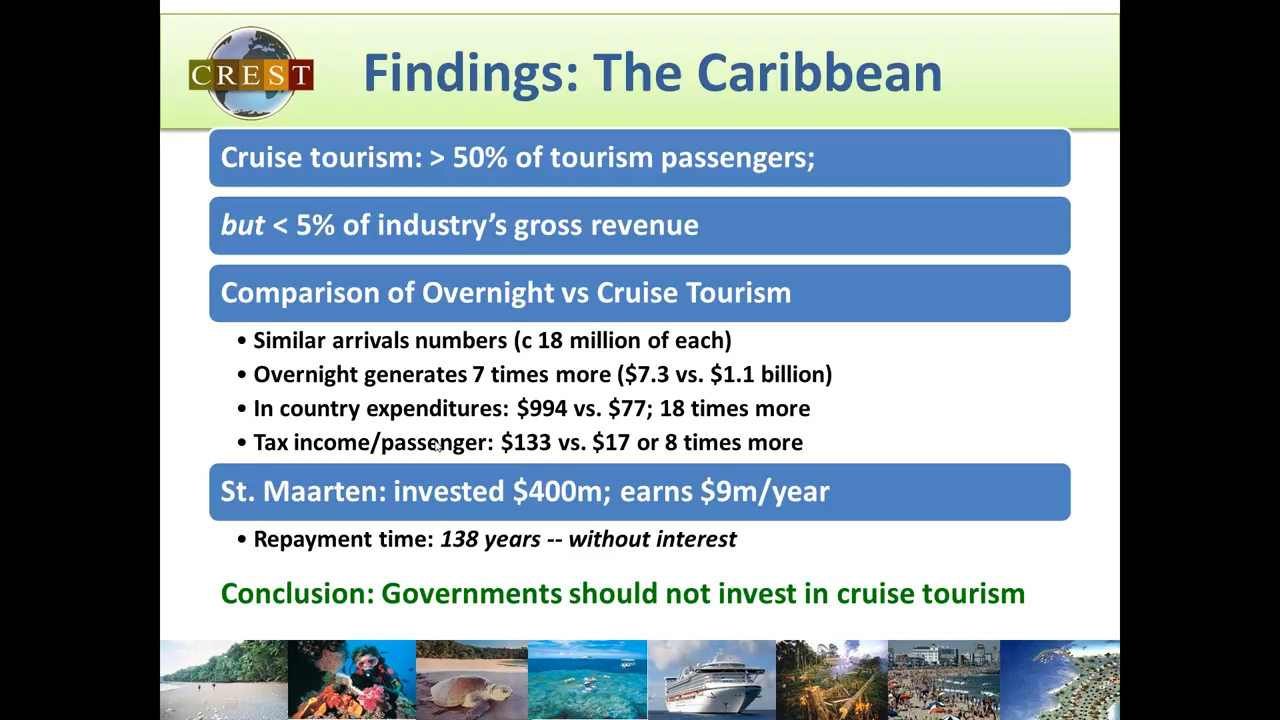 CREST
Findings: The Caribbean
Cruise tourism: > 50% of tourism passengers;
but < 5% of industry’s gross revenue
Comparison of Overnight vs Cruise Tourism
• Similar arrivals numbers (c 18 million of each)
• Overnight generates 7 times more ($7.3 vs. $1.1 billion)
• In country expenditures: $994 vs. $77; 18 times more
• Tax income/passenger: $133 vs. $17 or 8 times more
St. Maarten: invested $400m; earns $9m/year
• Repayment time: 138 years -- without interest
Conclusion: Governments should not invest in cruise tourism